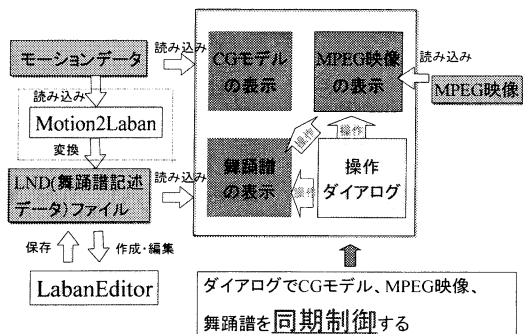 モーションデータ
読み込み
CGモデル
の表示
MPEG映像
の表示
読み込み
MPEG映像
読み込み
Motion2Laban
変換
操作
操作
LND(舞踊譜記述
データ)ファイル
読み込み
舞踊譜
の表示
操作
操作
ダイアログ
保存
作成・編集
LabanEditor
ダイアログでCGモデル、MPEG映像、
舞踊譜を同期制御する